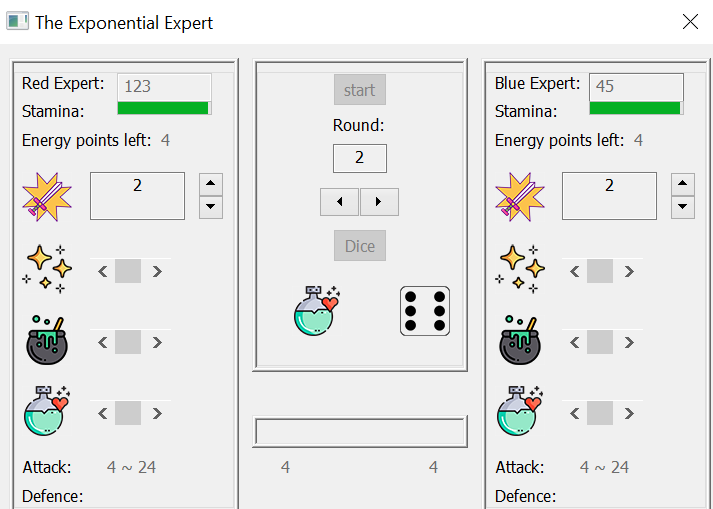 The Exponential Expert
Red Expert: 123
Stamina:
Energy points left: 4
2
Attack: 4 ~ 24
Defence:
start
Round:
2
Dice
4 4
Blue Expert: 45
Stamina:
Energy points left: 4
2
Attack: 4 ~ 24
Defence: